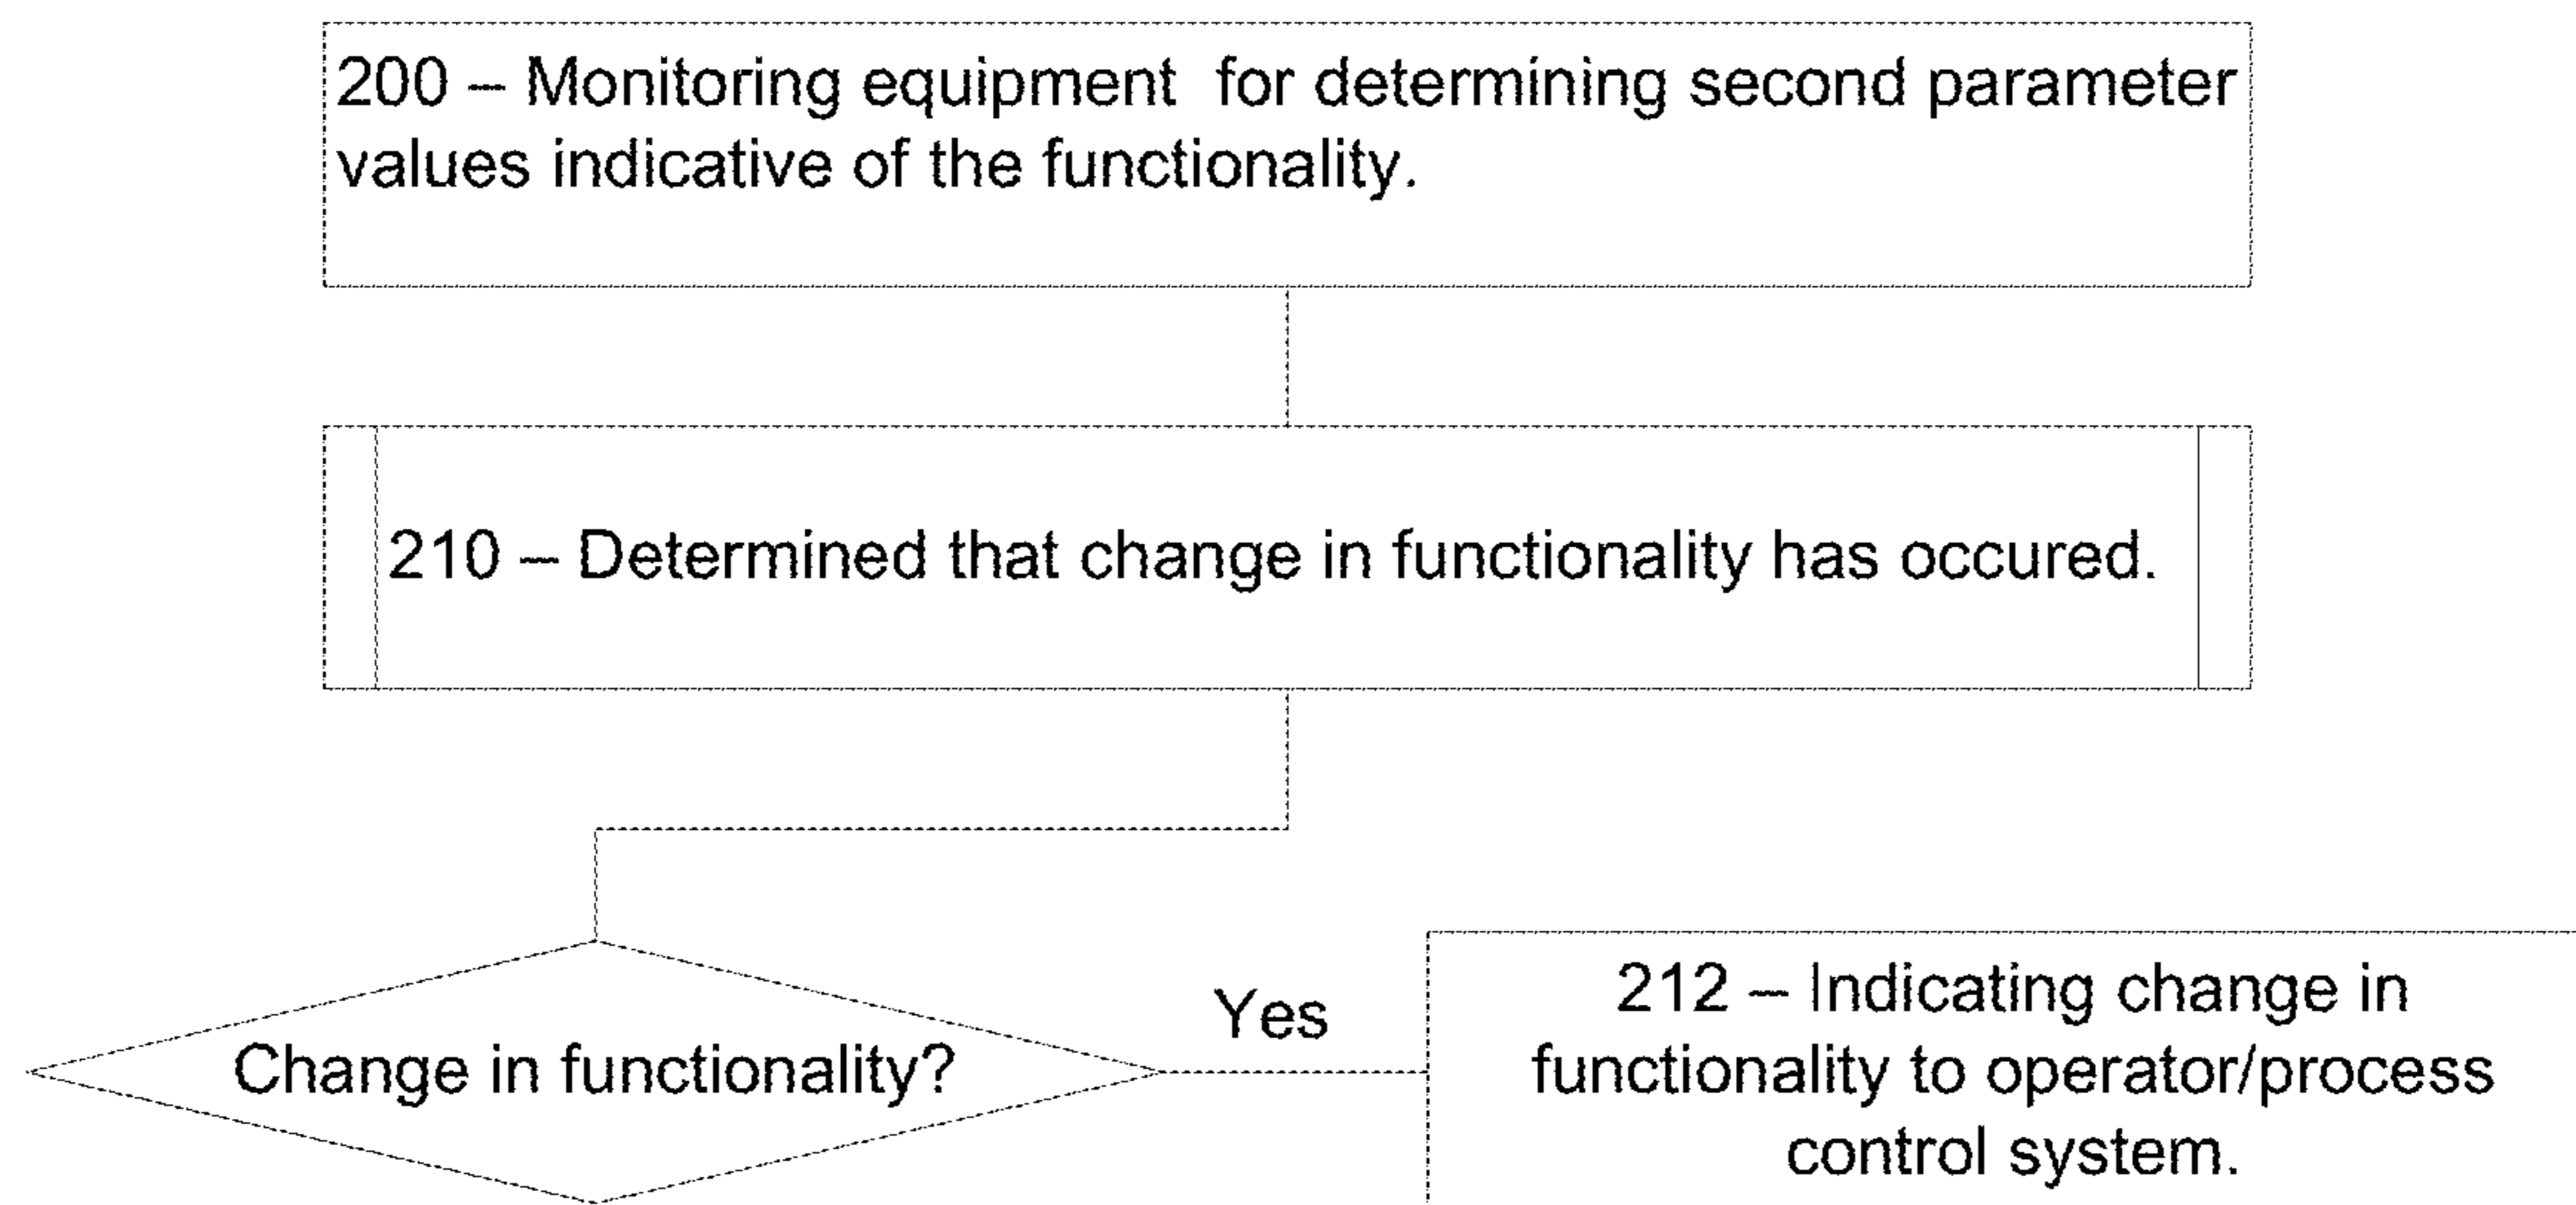 200 – Monitoring equipment for determining second parameter
values indicative of the functionality.
210 – Determined that change in functionality has occured.
Change in functionality?
Yes
212 – Indicating change in
functionality to operator/process
control system.